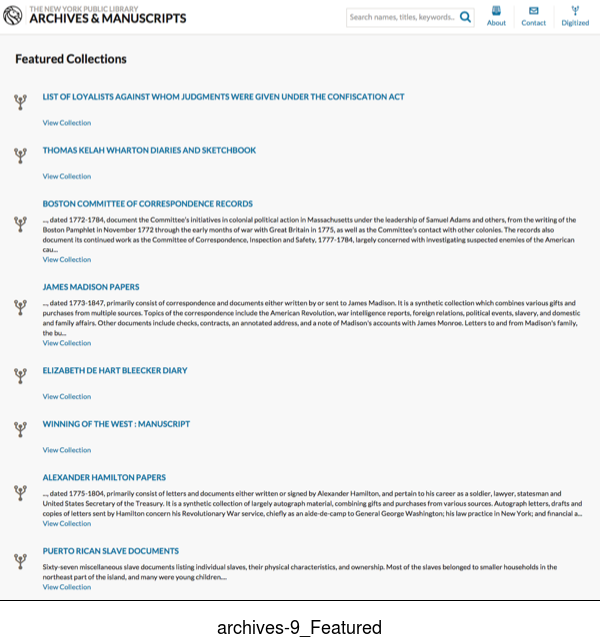 THE NEW YORK PUBLIC LIBRARY
ARCHIVES & MANUSCRIPTS
Search names, titles, keywords..
About
Contact
Digitized
Featured Collections
LIST OF LOYALISTS AGAINST WHOM JUDGMENTS WERE GIVEN UNDER THE CONFISCATION ACT
View Collection
THOMAS KELAH WHARTON DIARIES AND SKETCHBOOK
View Collection
BOSTON COMMITTEE OF CORRESPONDENCE RECORDS
..., dated 1772-1784, document the Committee's initiatives in colonial political action in Massachusetts under the leadership of Samuel Adams and others, from the writing of the
Boston Pamphlet in November 1772 through the early months of war with Great Britain in 1775, as well as the Committee's contact with other colonies. The records also
document its continued work as the Committee of Correspondence, Inspection and Safety, 1777-1784, largely concerned with investigating suspected enemies of the American
cau...
View Collection
JAMES MADISON PAPERS
..., dated 1773-1847, primarily consist of correspondence and documents either written by or sent to James Madison. It is a synthetic collection which combines various gifts and
purchases from multiple sources. Topics of the correspondence include the American Revolution, war intelligence reports, foreign relations, political events, slavery, and domestic
and family affairs. Other documents include checks, contracts, an annotated address, and a note of Madison's accounts with James Monroe. Letters to and from Madison's family,
the bu...
View Collection
ELIZABETH DE HART BLEECKER DIARY
View Collection
WINNING OF THE WEST : MANUSCRIPT
View Collection
ALEXANDER HAMILTON PAPERS
..., dated 1775-1804, primarily consist of letters and documents either written or signed by Alexander Hamilton, and pertain to his career as a soldier, lawyer, statesman and
United States Secretary of the Treasury. It is a synthetic collection of largely autograph material, combining gifts and purchases from various sources. Autograph letters, drafts and
copies of letters sent by Hamilton concern his Revolutionary War service, chiefly as an aide-de-camp to General George Washington; his law practice in New York; and financial a...
View Collection
PUERTO RICAN SLAVE DOCUMENTS
Sixty-seven miscellaneous slave documents listing individual slaves, their physical characteristics, and ownership. Most of the slaves belonged to smaller households in the
northeast part of the island, and many were young children....
View Collection
archives-9_Featured